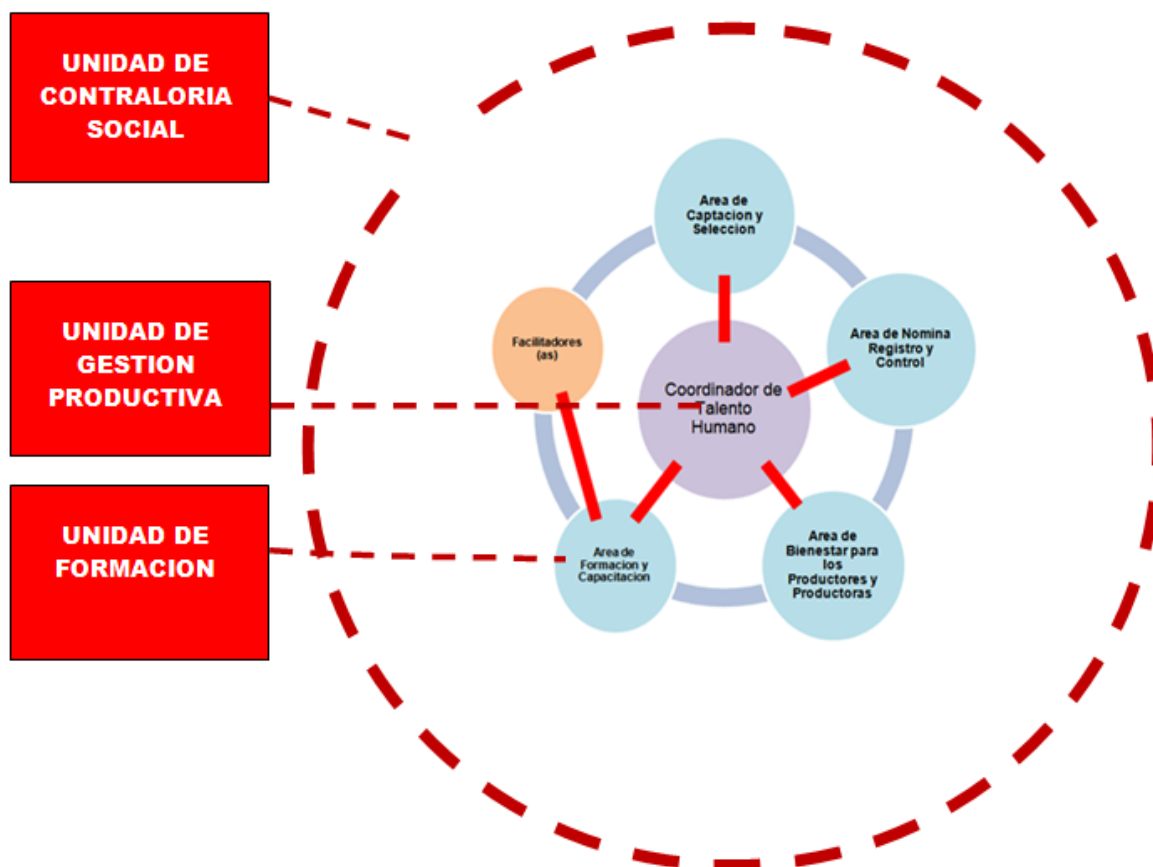 UNIDAD DE
CONTRALORIA
SOCIAL
UNIDAD DE
GESTION
PRODUCTIVA
UNIDAD DE
FORMACION
Area de
Captacion y
Seleccion
Area de Nomina
Registro y
Control
Facilitadores
(as)
Coordinador de
Talento
Humano
Area de
Formacion y
Capacitacion
Area de
Bienestar para
los
Productores y
Productoras